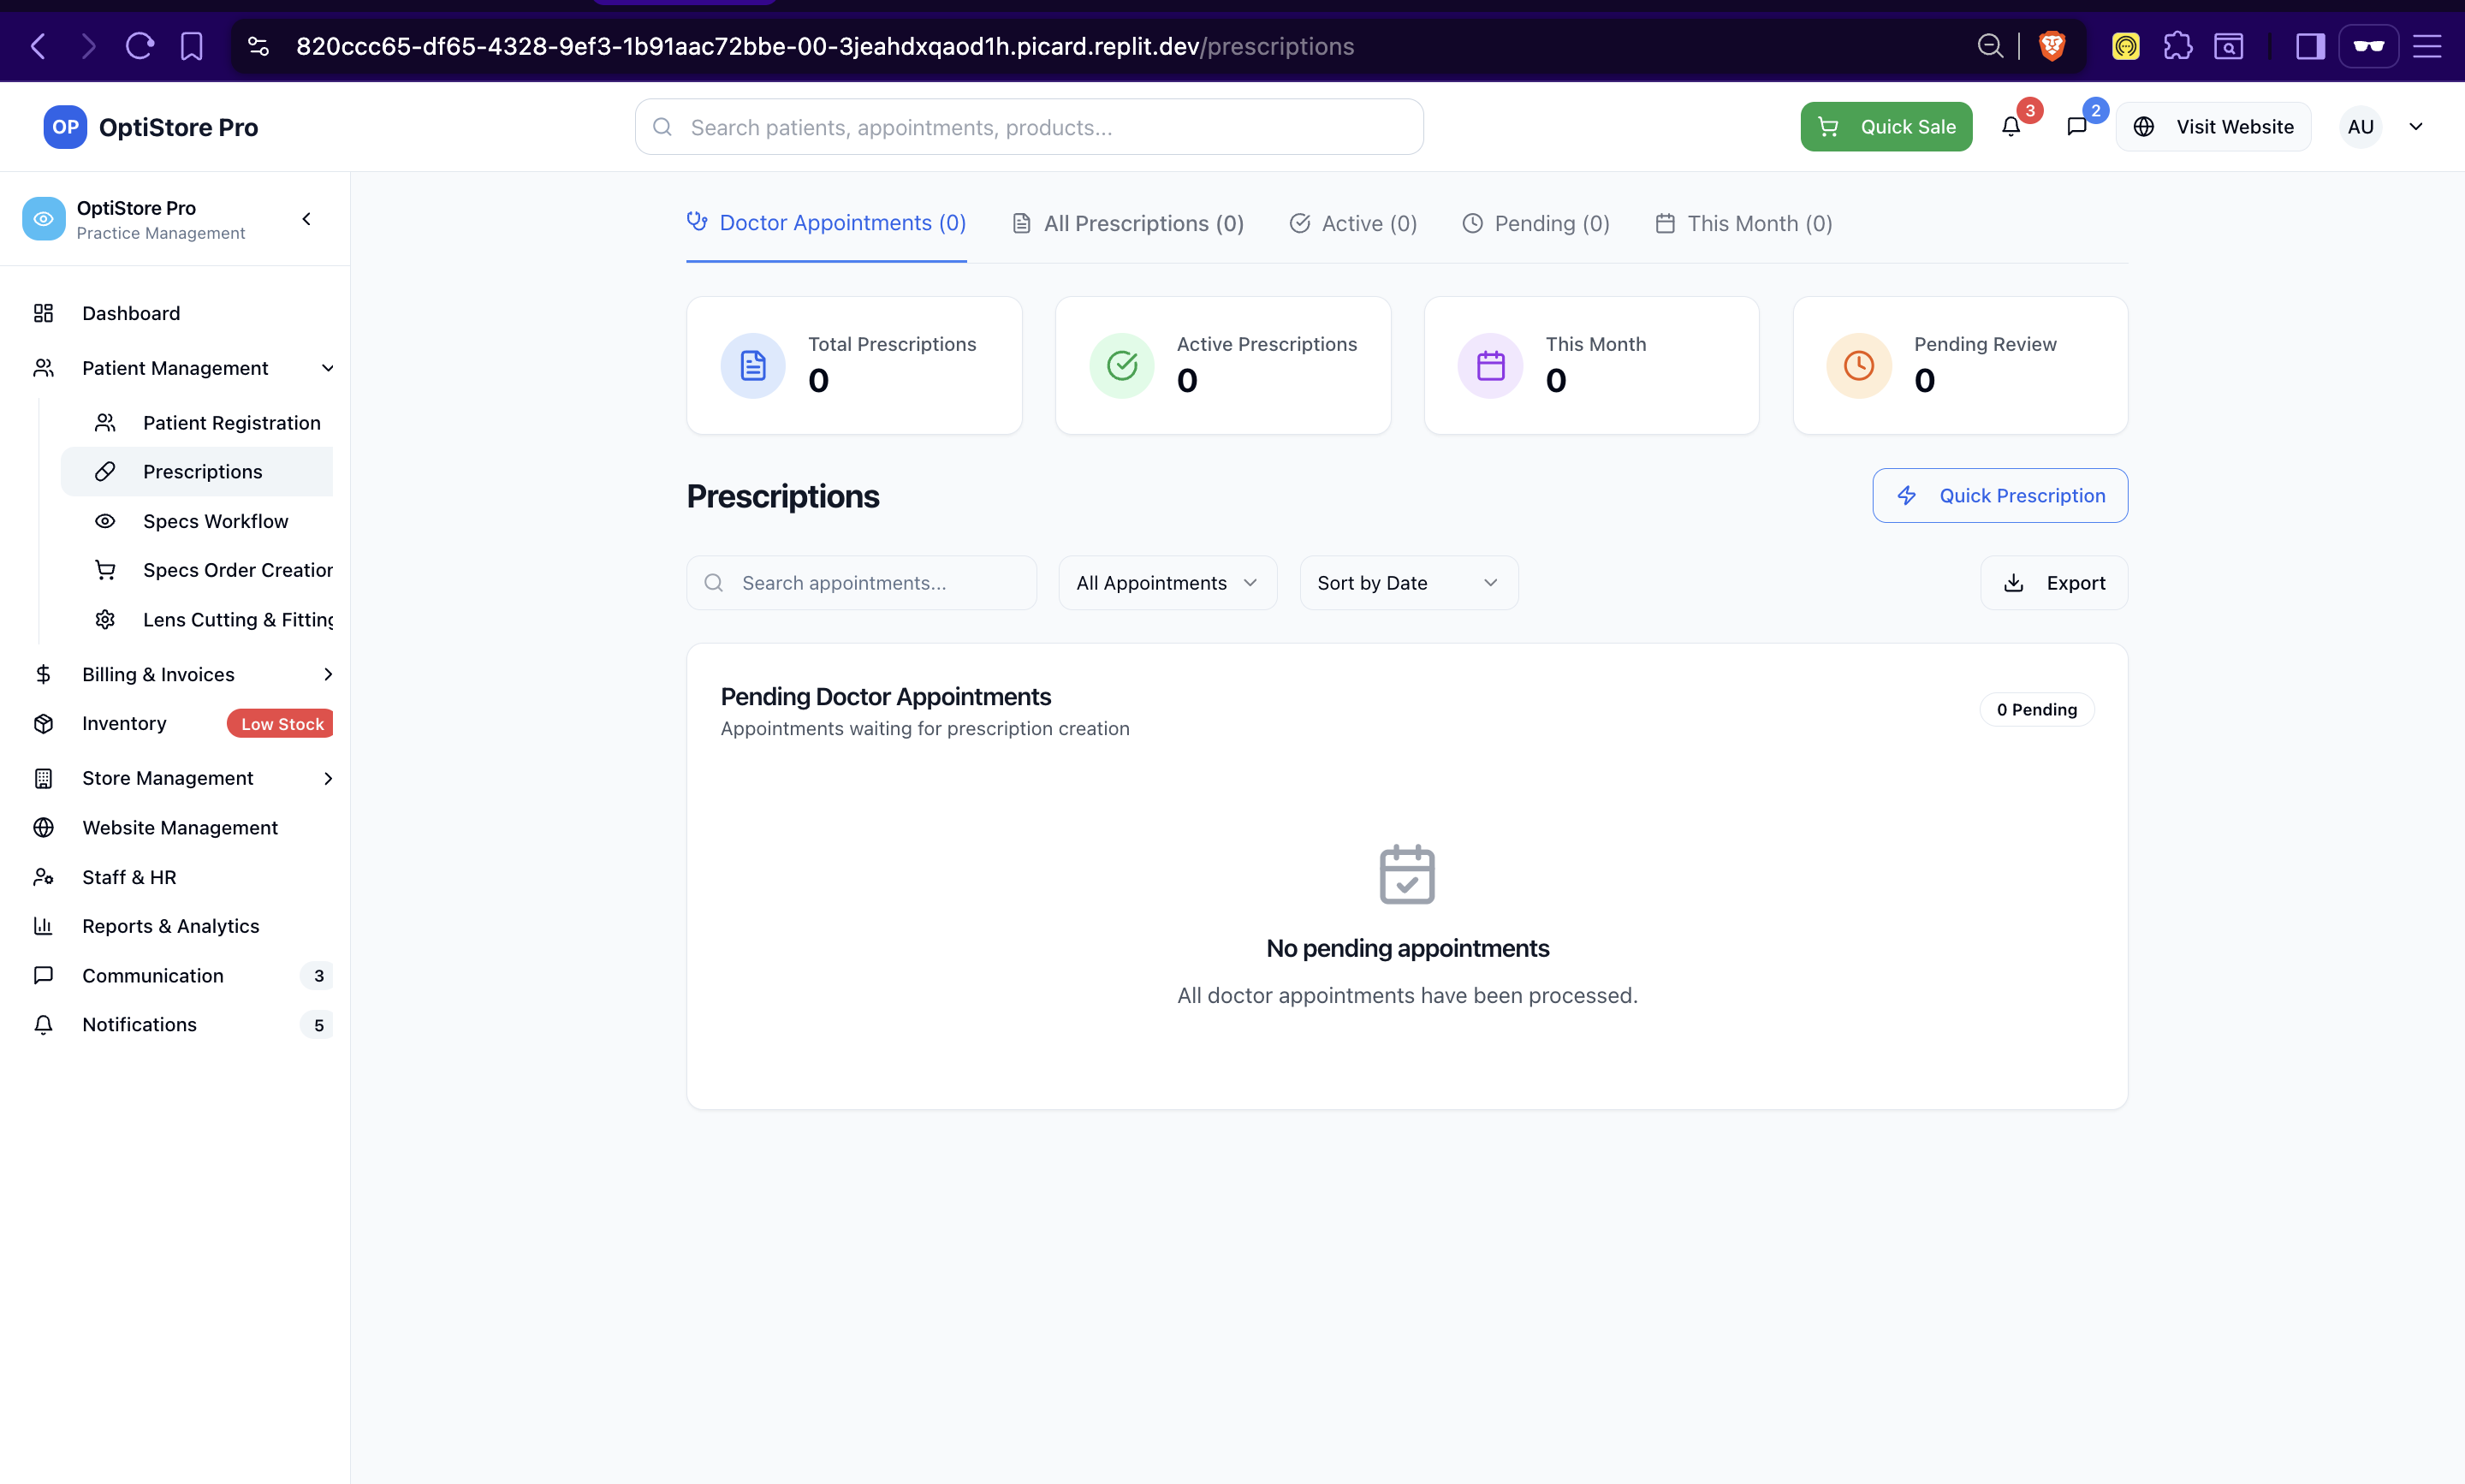 820ccc65-df65-4328-9ef3-1b91aac72bbe-00-3jeahdxqaod1h.picard.replit.dev/prescriptions
OP OptiStore Pro
Search patients, appointments, products...
Quick Sale
3
2
Visit Website
AU
OptiStore Pro
Practice Management
Dashboard
Patient Management
Patient Registration
Prescriptions
Specs Workflow
Specs Order Creation
Lens Cutting & Fitting
Billing & Invoices
Inventory Low Stock
Store Management
Website Management
Staff & HR
Reports & Analytics
Communication 3
Notifications 5
Doctor Appointments (0) All Prescriptions (0) Active (0) Pending (0) This Month (0)
Total Prescriptions
0
Active Prescriptions
0
This Month
0
Pending Review
0
Prescriptions
Quick Prescription
Search appointments... All Appointments Sort by Date Export
Pending Doctor Appointments
Appointments waiting for prescription creation
0 Pending
No pending appointments
All doctor appointments have been processed.